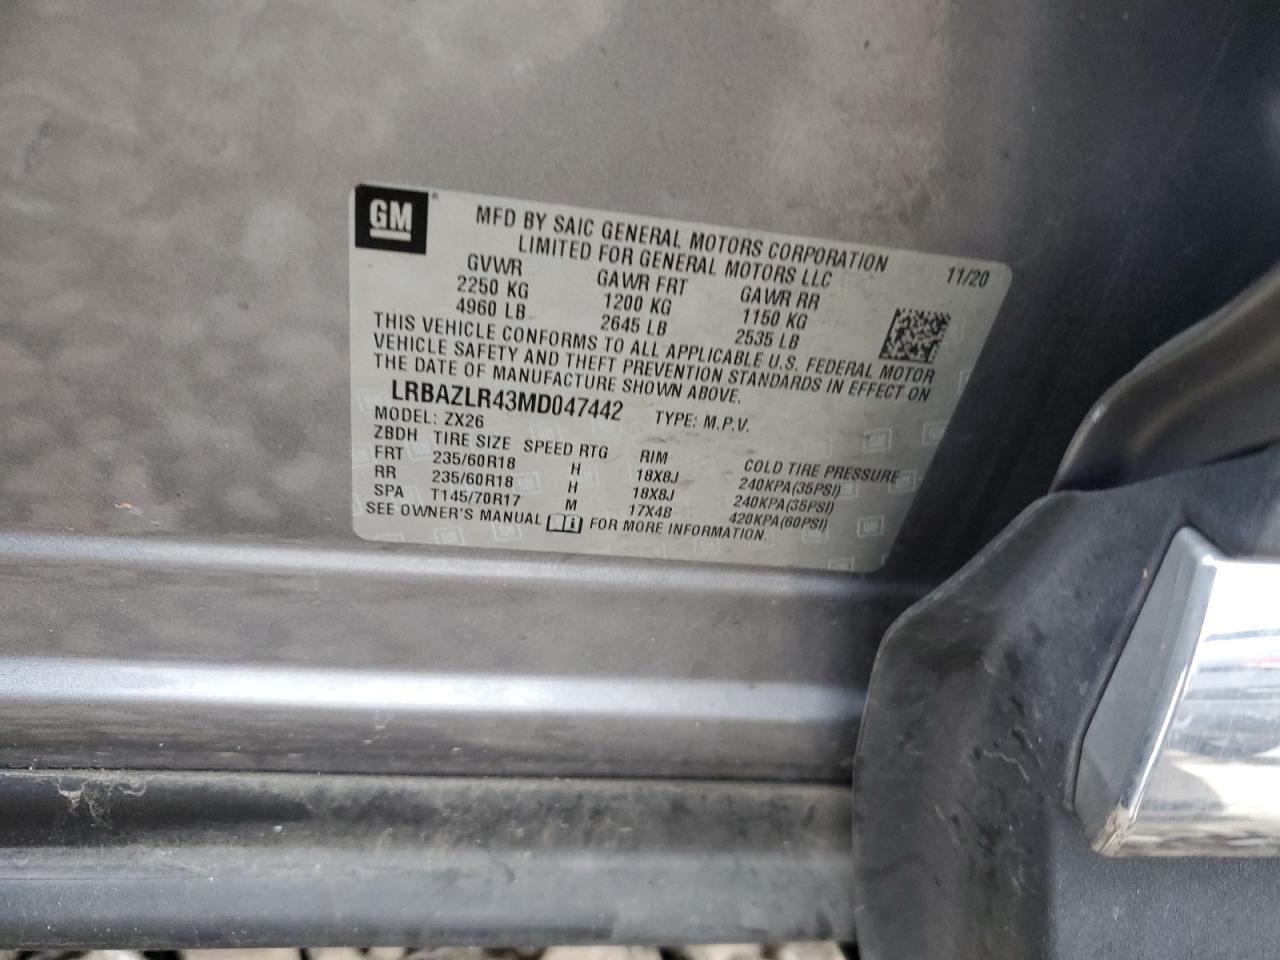 GM
MFD BY SAIC GENERAL MOTORS CORPORATION
LIMITED FOR GENERAL MOTORS LLC
11/20
GVWR GAWR FRT GAWR RR
2250 KG 1200 KG 1150 KG
4960 LB 2645 LB 2535 LB
THIS VEHICLE CONFORMS TO ALL APPLICABLE U.S. FEDERAL MOTOR
VEHICLE SAFETY AND THEFT PREVENTION STANDARDS IN EFFECT ON
THE DATE OF MANUFACTURE SHOWN ABOVE.
LRBAZLR43MD047442 TYPE: M.P.V.
MODEL: ZX26
ZBDH TIRE SIZE SPEED RTG RIM COLD TIRE PRESSURE
FRT 235/60R18 H 18X8J 240KPA(35PSI)
RR 235/60R18 H 18X8J 240KPA(35PSI)
SPA T145/70R17 M 17X4B 420KPA(60PSI)
SEE OWNER'S MANUAL FOR MORE INFORMATION.